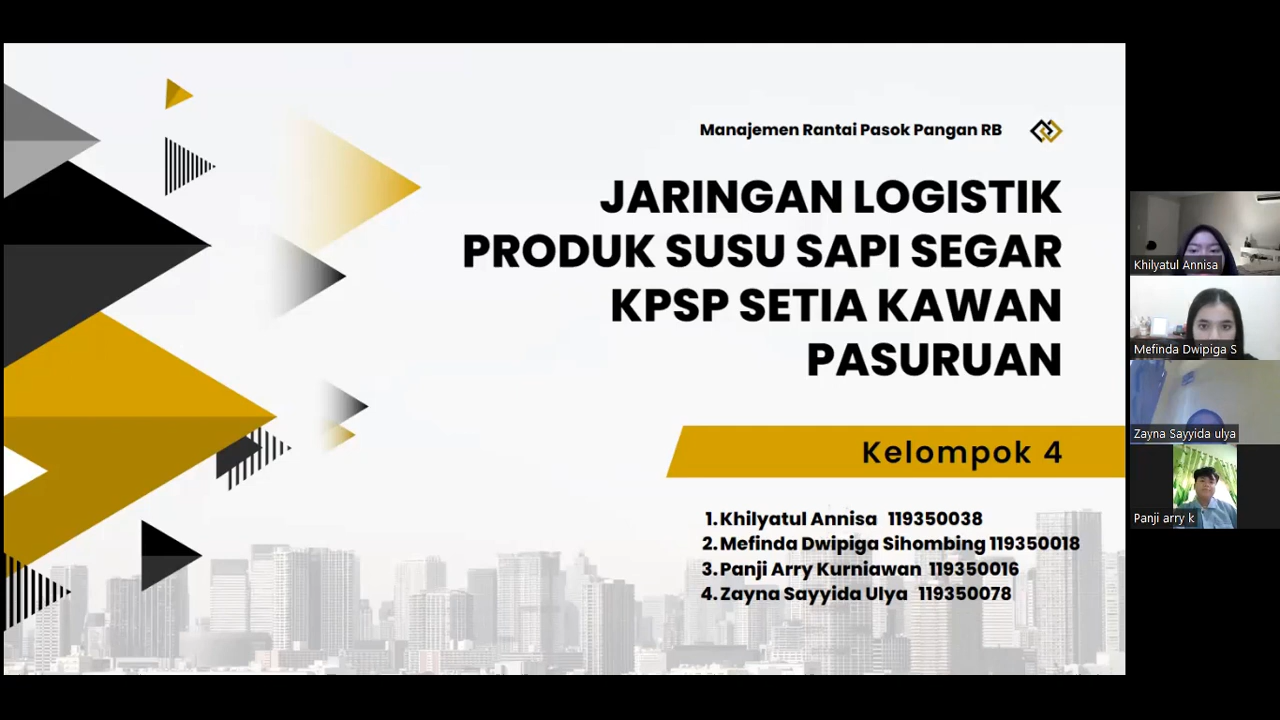 Manajemen Rantai Pasok Pangan RB
JARINGAN LOGISTIK
PRODUK SUSU SAPI SEGAR
KPSP SETIA KAWAN
PASURUAN
Kelompok 4
1. Khilyatul Annisa 119350038
2. Mefinda Dwipiga Sihombing 119350018
3. Panji Arry Kurniawan 119350016
4. Zayna Sayyida Ulya 119350078
Khilyatul Annisa
Mefinda Dwipiga S
Zayna Sayyida ulya
Panji arry k